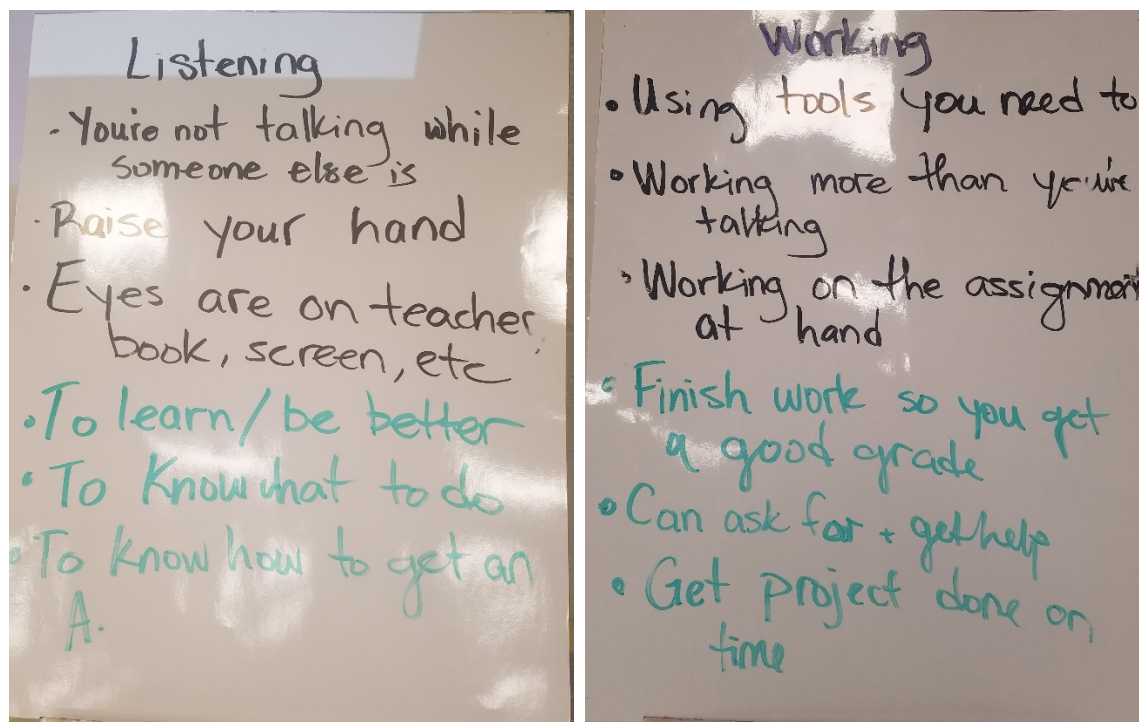 Listening
• You're not talking while
someone else is
• Raise your hand
• Eyes are on teacher,
book, screen, etc
• To learn/be better
• To Know what to do
• To know how to get an
A.
Working
• Using tools you need to
• Working more than you're
talking
• Working on the assignment
at hand
• Finish work so you get
a good grade
• Can ask for + get help
• Get project done on
time